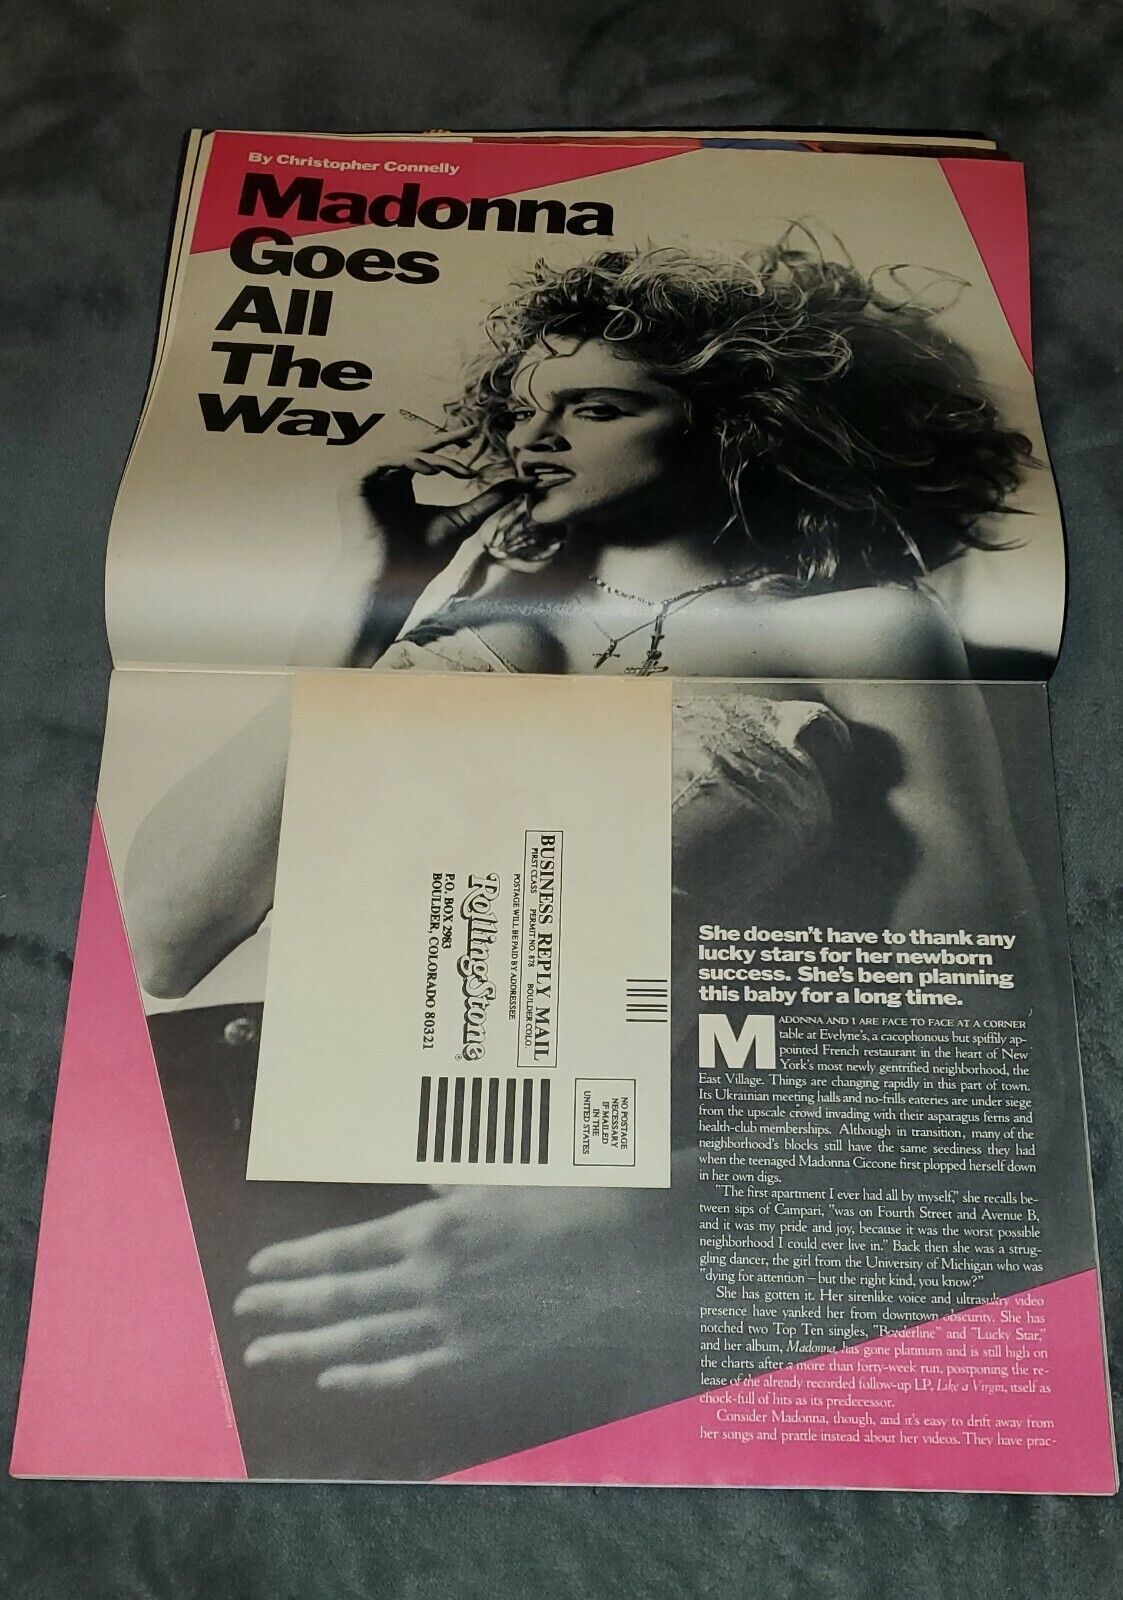 By Christopher Connelly
Madonna
Goes
All
The
Way
BUSINESS REPLY MAIL
FIRST CLASS PERMIT NO. 878 BOULDER COLO.
POSTAGE WILL BE PAID BY ADDRESSEE
RollingStone®
P.O. BOX 2983
BOULDER, COLORADO 80321
NO POSTAGE
NECESSARY
IF MAILED
IN THE
UNITED STATES
She doesn't have to thank any
lucky stars for her newborn
success. She's been planning
this baby for a long time.
MADONNA AND I ARE FACE TO FACE AT A CORNER
table at Evelyne's, a cacophonous but spiffily ap-
pointed French restaurant in the heart of New
York's most newly gentrified neighborhood, the
East Village. Things are changing rapidly in this part of town.
Its Ukrainian meeting halls and no-frills eateries are under siege
from the upscale crowd invading with their asparagus ferns and
health-club memberships. Although in transition, many of the
neighborhood's blocks still have the same seediness they had
when the teenaged Madonna Ciccone first plopped herself down
in her own digs.
"The first apartment I ever had all by myself," she recalls be-
tween sips of Campari, "was on Fourth Street and Avenue B,
and it was my pride and joy, because it was the worst possible
neighborhood I could ever live in." Back then she was a strug-
gling dancer, the girl from the University of Michigan who was
"dying for attention – but the right kind, you know?"
She has gotten it. Her sirenlike voice and ultrasultry video
presence have yanked her from downtown obscurity. She has
notched two Top Ten singles, "Borderline" and "Lucky Star,"
and her album, Madonna, has gone platinum and is still high on
the charts after a more than forty-week run, postponing the re-
lease of the already recorded follow-up LP, Like a Virgin, itself as
chock-full of hits as its predecessor.
Consider Madonna, though, and it's easy to drift away from
her songs and prattle instead about her videos. They have prac-